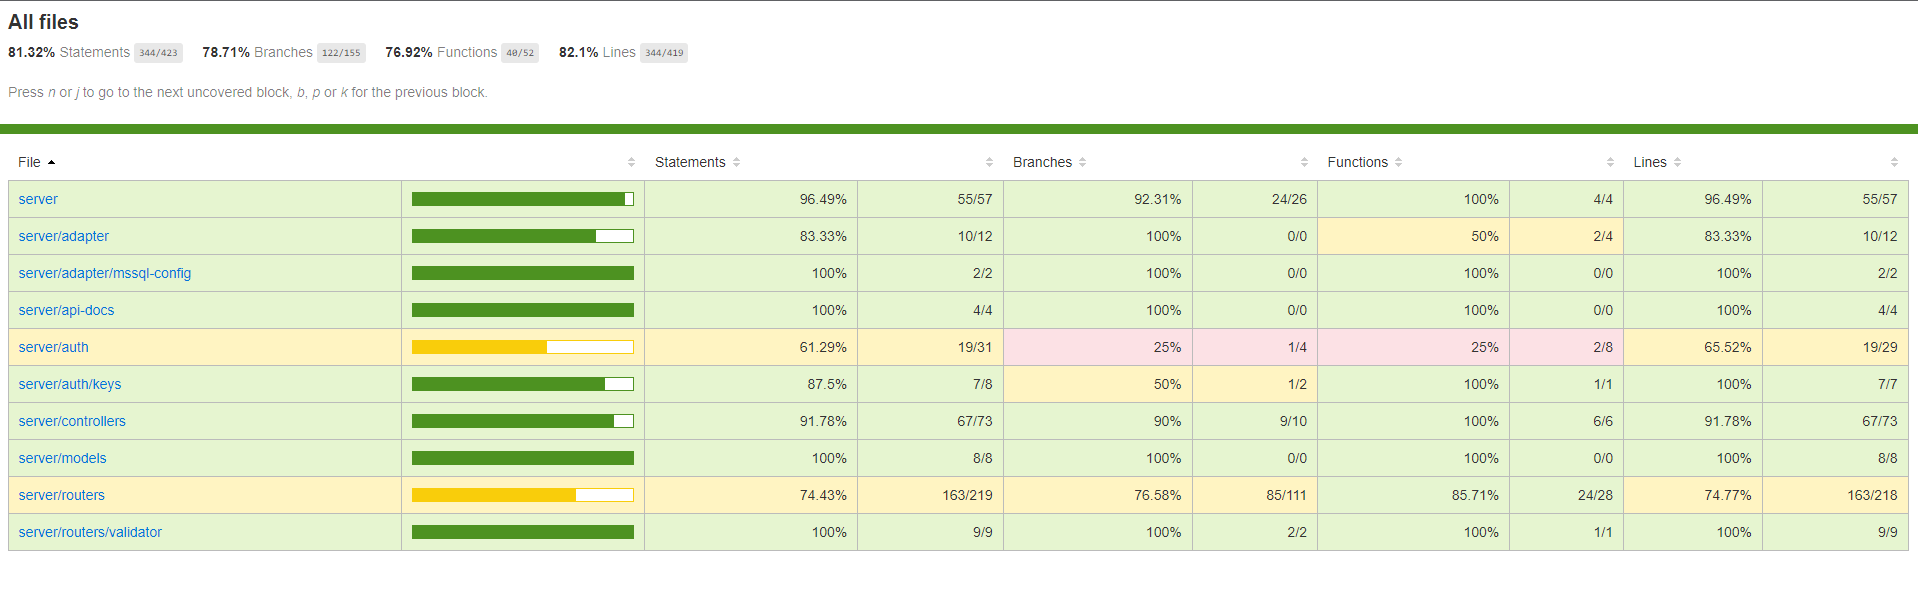 All files
81.32% Statements 344/423 78.71% Branches 122/155 76.92% Functions 40/52 82.1% Lines 344/419
Press n or j to go to the next uncovered block, b, p or k for the previous block.
File Statements Branches Functions Lines
server 96.49% 55/57 92.31% 24/26 100% 4/4 96.49% 55/57
server/adapter 83.33% 10/12 100% 0/0 50% 2/4 83.33% 10/12
server/adapter/mssql-config 100% 2/2 100% 0/0 100% 0/0 100% 2/2
server/api-docs 100% 4/4 100% 0/0 100% 0/0 100% 4/4
server/auth 61.29% 19/31 25% 1/4 25% 2/8 65.52% 19/29
server/auth/keys 87.5% 7/8 50% 1/2 100% 1/1 100% 7/7
server/controllers 91.78% 67/73 90% 9/10 100% 6/6 91.78% 67/73
server/models 100% 8/8 100% 0/0 100% 0/0 100% 8/8
server/routers 74.43% 163/219 76.58% 85/111 85.71% 24/28 74.77% 163/218
server/routers/validator 100% 9/9 100% 2/2 100% 1/1 100% 9/9